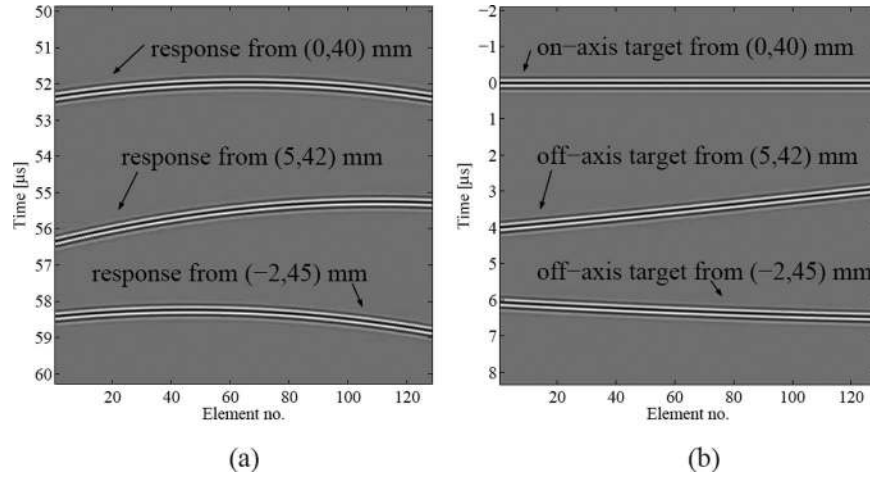 50
51
52
53
54
55
56
57
58
59
60
Time [μs]
response from (0,40) mm
response from (5,42) mm
response from (−2,45) mm
20
40
60
80
100
120
Element no.
(a)
−2
−1
0
1
2
3
4
5
6
7
8
Time [μs]
on−axis target from (0,40) mm
off−axis target from (5,42) mm
off−axis target from (−2,45) mm
20
40
60
80
100
120
Element no.
(b)